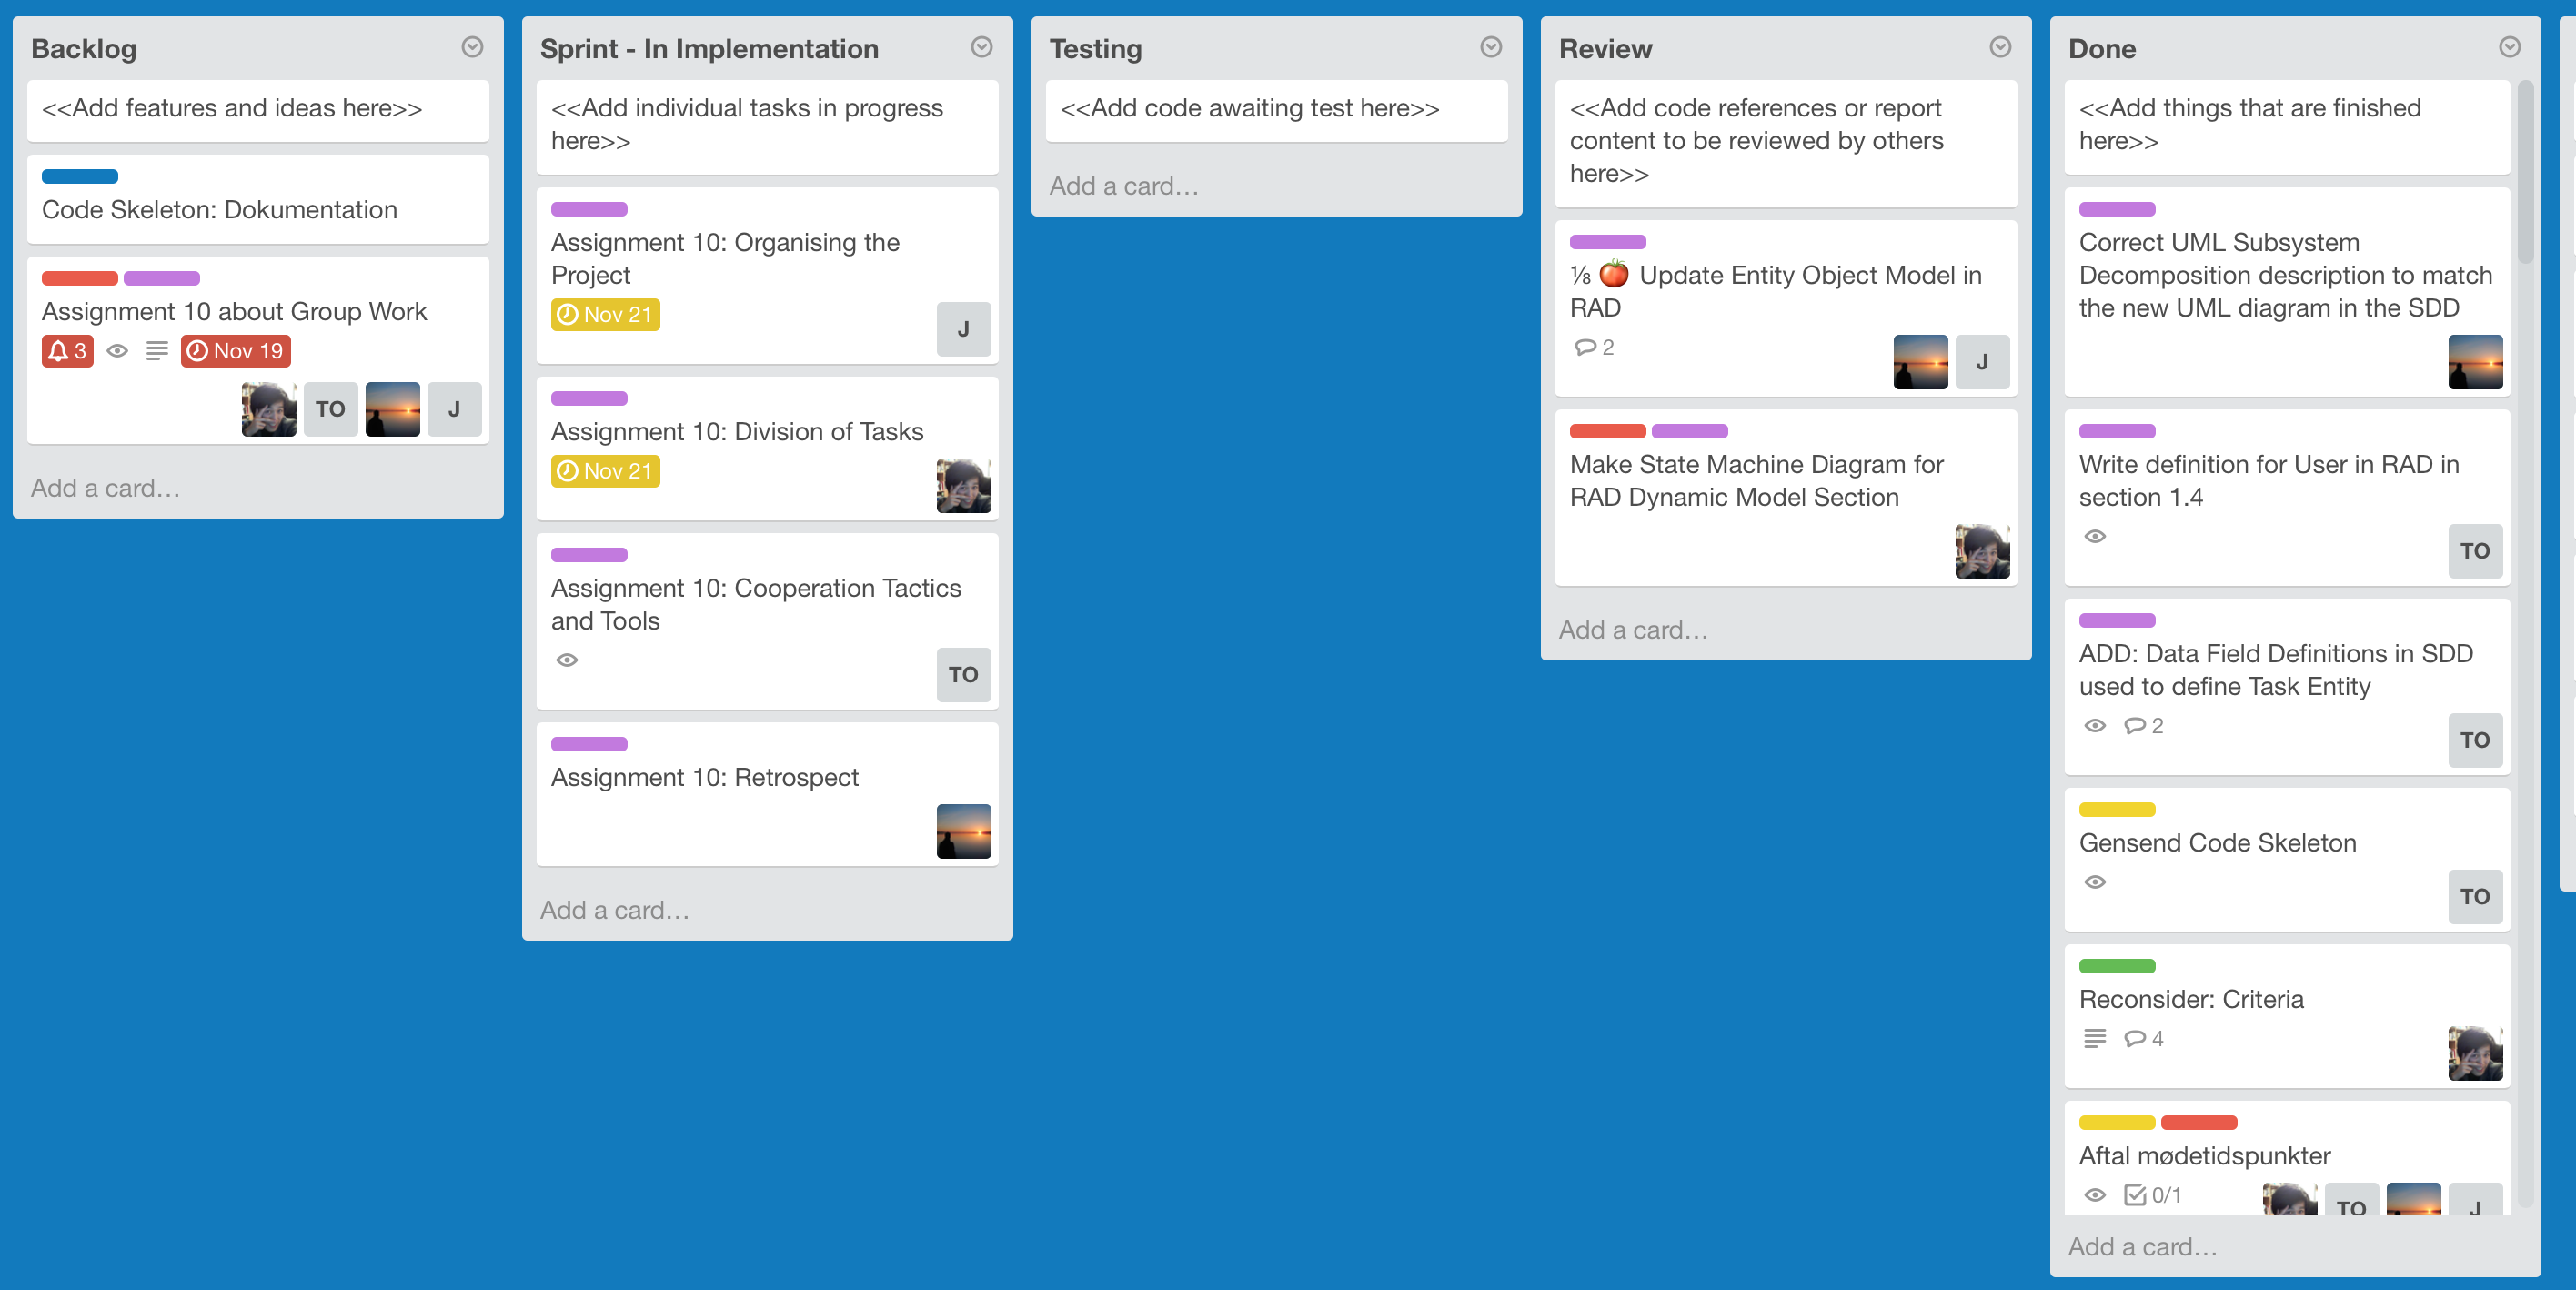 Backlog
<<Add features and ideas here>>
Code Skeleton: Dokumentation
Assignment 10 about Group Work
3
Nov 19
TO
J
Add a card…
Sprint - In Implementation
<<Add individual tasks in progress
here>>
Assignment 10: Organising the
Project
Nov 21
J
Assignment 10: Division of Tasks
Nov 21
Assignment 10: Cooperation Tactics
and Tools
TO
Assignment 10: Retrospect
Add a card…
Testing
<<Add code awaiting test here>>
Add a card…
Review
<<Add code references or report
content to be reviewed by others
here>>
⅛ 🍅 Update Entity Object Model in
RAD
2
J
Make State Machine Diagram for
RAD Dynamic Model Section
Add a card…
Done
<<Add things that are finished
here>>
Correct UML Subsystem
Decomposition description to match
the new UML diagram in the SDD
Write definition for User in RAD in
section 1.4
TO
ADD: Data Field Definitions in SDD
used to define Task Entity
2
TO
Gensend Code Skeleton
TO
Reconsider: Criteria
4
Aftal mødetidspunkter
0/1
TO
J
Add a card…